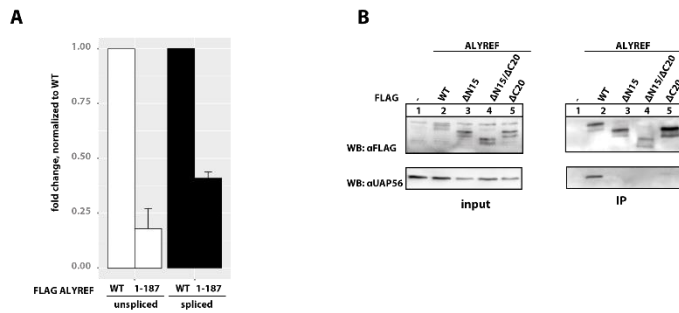 A
fold change, normalized to WT
1.00
0.75
0.50
0.25
0.00
FLAG ALYREF
WT 1-187 WT 1-187
unspliced spliced
B
ALYREF ALYREF
FLAG - WT ΔN15 ΔN15/ΔC20 ΔC20 - WT ΔN15 ΔN15/ΔC20 ΔC20
1 2 3 4 5 1 2 3 4 5
WB: αFLAG
WB: αUAP56
input IP